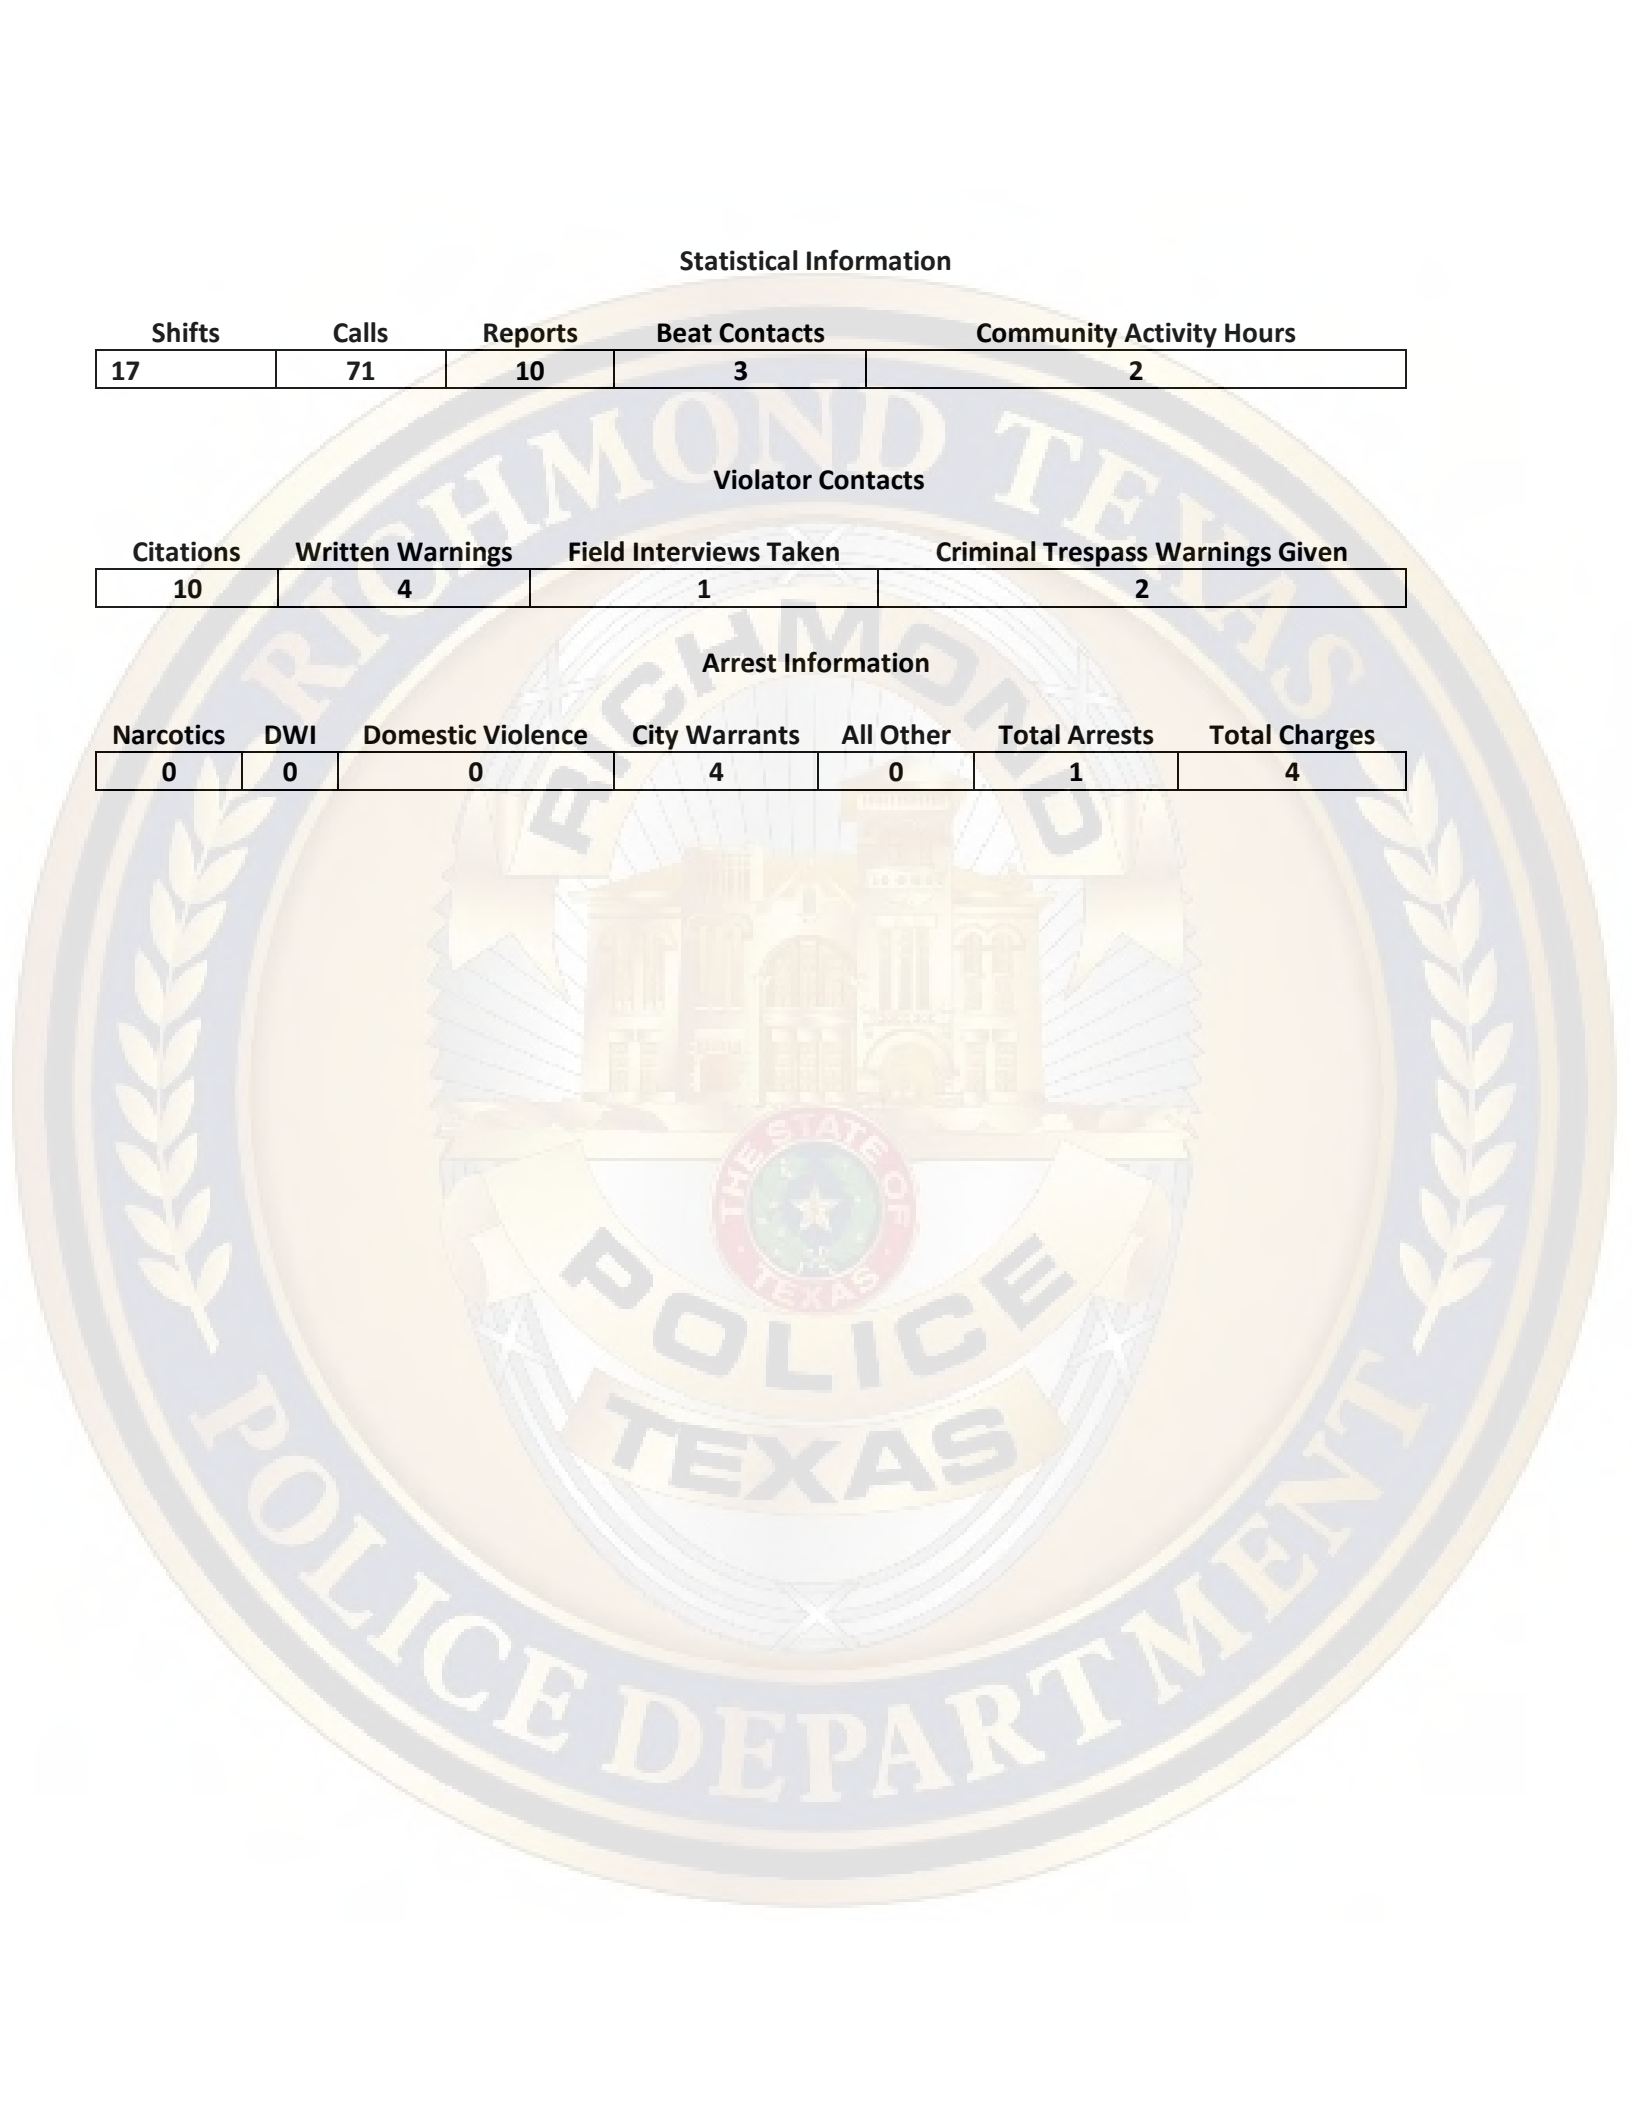 Statistical Information
Shifts Calls Reports Beat Contacts Community Activity Hours
17 71 10 3 2
Violator Contacts
Citations Written Warnings Field Interviews Taken Criminal Trespass Warnings Given
10 4 1 2
Arrest Information
Narcotics DWI Domestic Violence City Warrants All Other Total Arrests Total Charges
0 0 0 4 0 1 4
RICHMOND TEXAS
RICHMOND
THE STATE OF
TEXAS
POLICE
TEXAS
POLICE DEPARTMENT